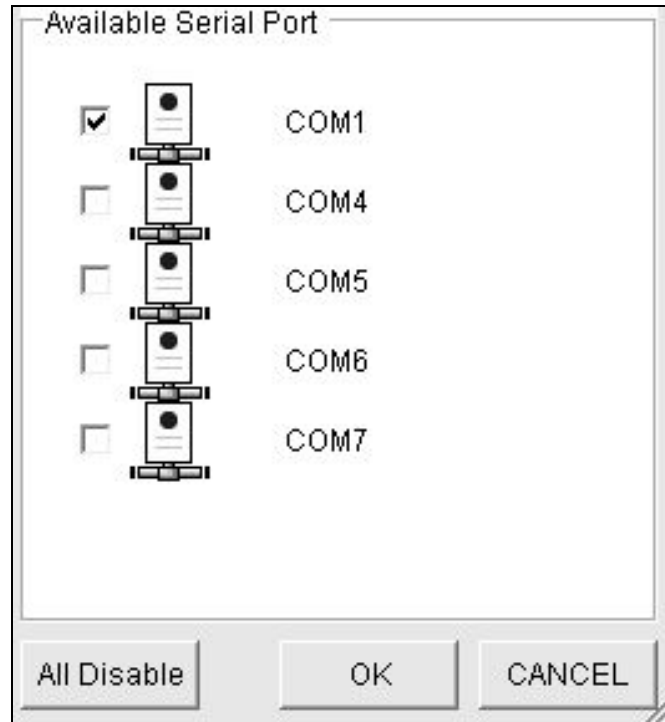 Available Serial Port
COM1
COM4
COM5
COM6
COM7
All Disable OK CANCEL